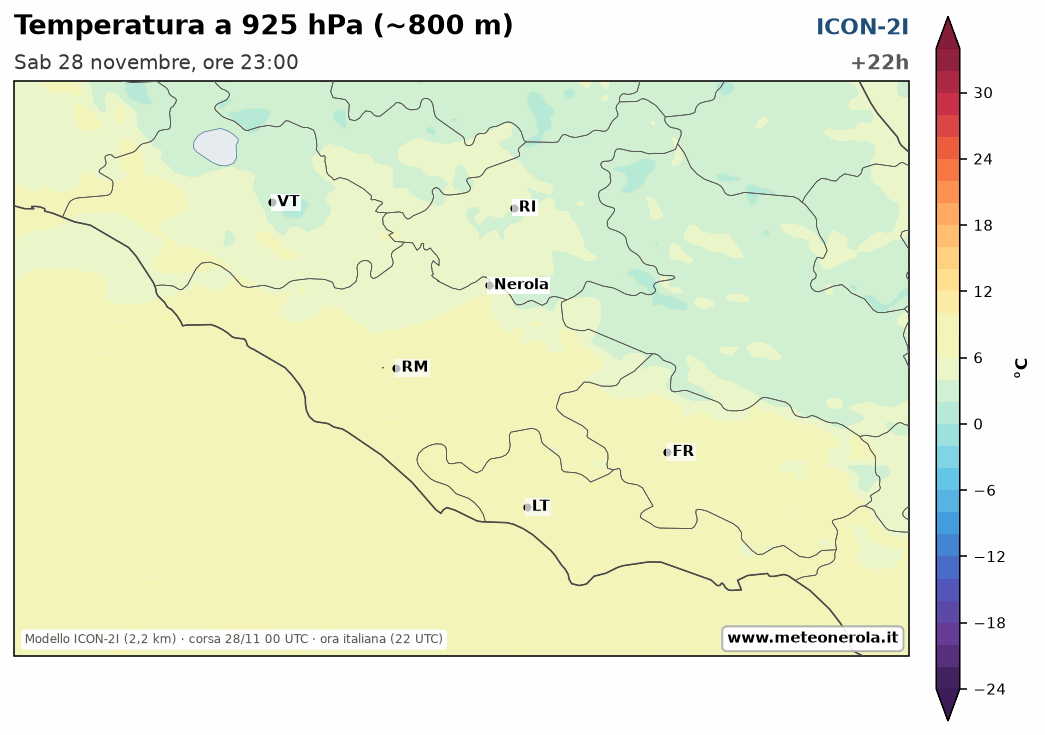 Temperatura a 925 hPa (~800 m)
ICON-2I
Sab 28 novembre, ore 23:00
+22h
VT
RI
Nerola
RM
FR
LT
Modello ICON-2I (2,2 km) · corsa 28/11 00 UTC · ora italiana (22 UTC)
www.meteonerola.it
30
24
18
12
6
0
−6
−12
−18
−24
°C